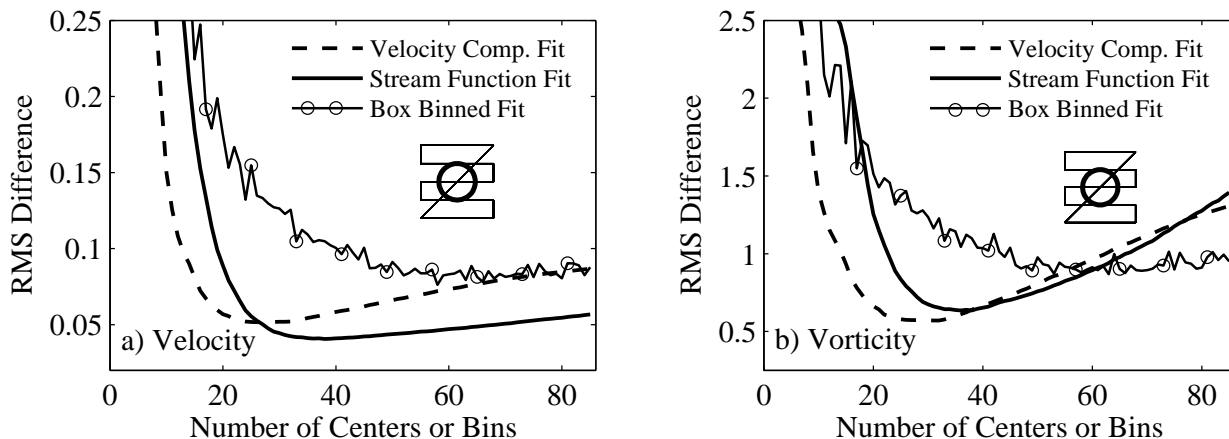 0.25
0.2
0.15
0.1
0.05
RMS Difference
Velocity Comp. Fit
Stream Function Fit
Box Binned Fit
a) Velocity
0 20 40 60 80
Number of Centers or Bins
2.5
2
1.5
1
0.5
RMS Difference
Velocity Comp. Fit
Stream Function Fit
Box Binned Fit
b) Vorticity
0 20 40 60 80
Number of Centers or Bins